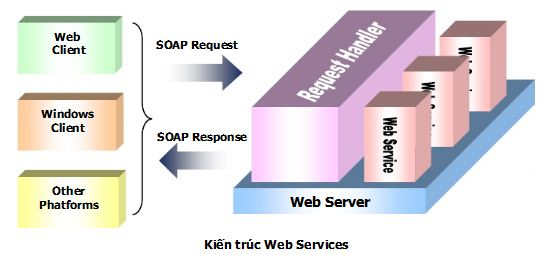 Web
Client
Windows
Client
Other
Phatforms
SOAP Request
SOAP Response
Request Handler
Web Service
Web Server
Kiến trúc Web Services